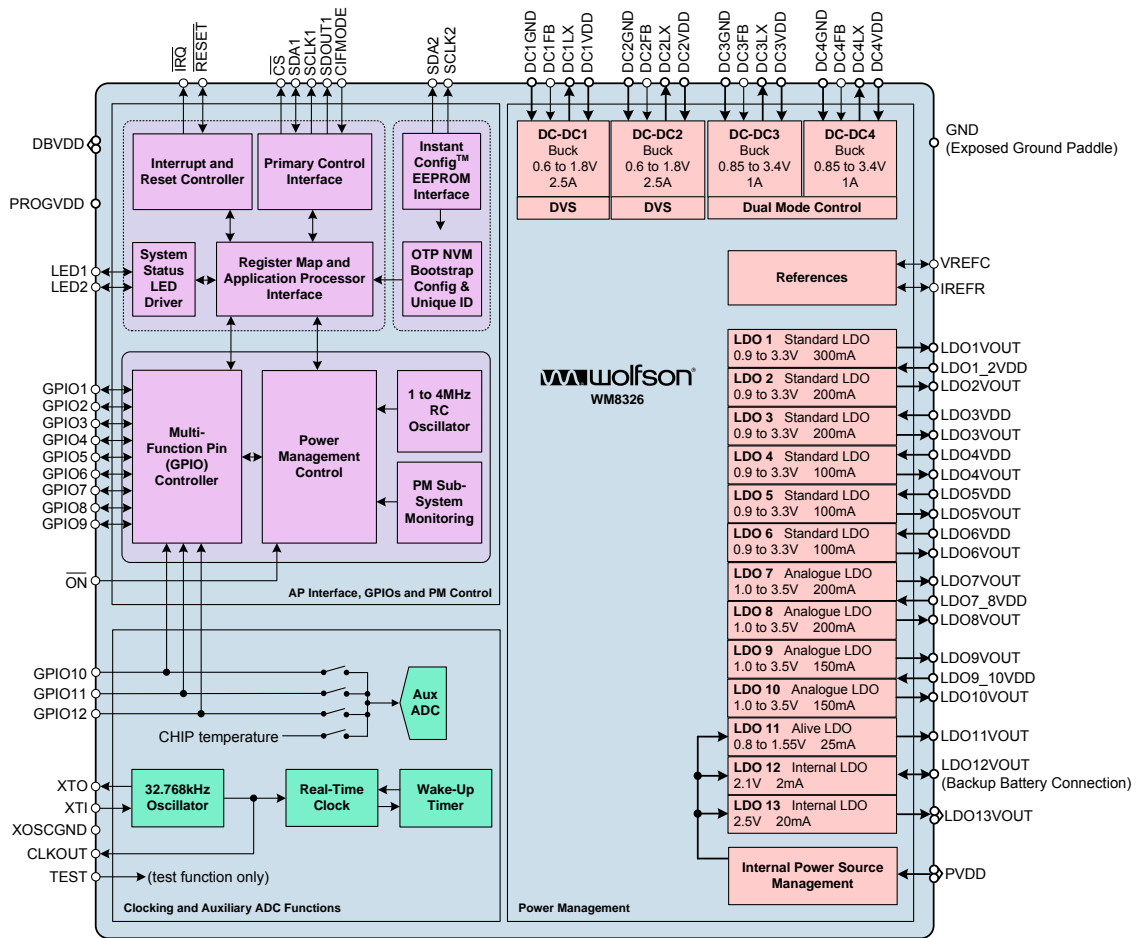 IRQ
RESET
CS
SDA1
SCLK1
SDOUT1
CIFMODE
SDA2
SCLK2
DC1GND
DC1FB
DC1LX
DC1VDD
DC2GND
DC2FB
DC2LX
DC2VDD
DC3GND
DC3FB
DC3LX
DC3VDD
DC4GND
DC4FB
DC4LX
DC4VDD
DBVDD
PROGVDD
LED1
LED2
GPIO1
GPIO2
GPIO3
GPIO4
GPIO5
GPIO6
GPIO7
GPIO8
GPIO9
ON
Interrupt and
Reset Controller
Primary Control
Interface
Instant
Config™
EEPROM
Interface
System
Status
LED
Driver
Register Map and
Application Processor
Interface
OTP NVM
Bootstrap
Config &
Unique ID
Multi-
Function Pin
(GPIO)
Controller
Power
Management
Control
1 to 4MHz
RC
Oscillator
PM Sub-
System
Monitoring
AP Interface, GPIOs and PM Control
GPIO10
GPIO11
GPIO12
CHIP temperature
Aux
ADC
XTO
XTI
XOSCGND
CLKOUT
TEST
32.768kHz
Oscillator
Real-Time
Clock
Wake-Up
Timer
(test function only)
Clocking and Auxiliary ADC Functions
DC-DC1
Buck
0.6 to 1.8V
2.5A
DVS
DC-DC2
Buck
0.6 to 1.8V
2.5A
DVS
DC-DC3
Buck
0.85 to 3.4V
1A
DC-DC4
Buck
0.85 to 3.4V
1A
Dual Mode Control
GND
(Exposed Ground Paddle)
References
VREFC
IREFR
wolfson®
WM8326
LDO 1 Standard LDO
0.9 to 3.3V 300mA
LDO 2 Standard LDO
0.9 to 3.3V 200mA
LDO 3 Standard LDO
0.9 to 3.3V 200mA
LDO 4 Standard LDO
0.9 to 3.3V 100mA
LDO 5 Standard LDO
0.9 to 3.3V 100mA
LDO 6 Standard LDO
0.9 to 3.3V 100mA
LDO 7 Analogue LDO
1.0 to 3.5V 200mA
LDO 8 Analogue LDO
1.0 to 3.5V 200mA
LDO 9 Analogue LDO
1.0 to 3.5V 150mA
LDO 10 Analogue LDO
1.0 to 3.5V 150mA
LDO 11 Alive LDO
0.8 to 1.55V 25mA
LDO 12 Internal LDO
2.1V 2mA
LDO 13 Internal LDO
2.5V 20mA
Internal Power Source
Management
LDO1VOUT
LDO1_2VDD
LDO2VOUT
LDO3VDD
LDO3VOUT
LDO4VDD
LDO4VOUT
LDO5VDD
LDO5VOUT
LDO6VDD
LDO6VOUT
LDO7VOUT
LDO7_8VDD
LDO8VOUT
LDO9VOUT
LDO9_10VDD
LDO10VOUT
LDO11VOUT
LDO12VOUT
(Backup Battery Connection)
LDO13VOUT
PVDD
Power Management